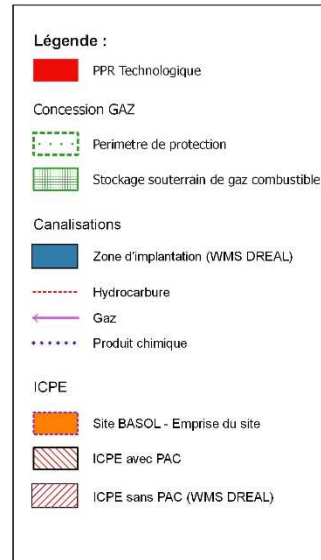 Légende :
PPR Technologique
Concession GAZ
Perimetre de protection
Stockage souterrain de gaz combustible
Canalisations
Zone d'implantation (WMS DREAL)
Hydrocarbure
Gaz
Produit chimique
ICPE
Site BASOL - Emprise du site
ICPE avec PAC
ICPE sans PAC (WMS DREAL)